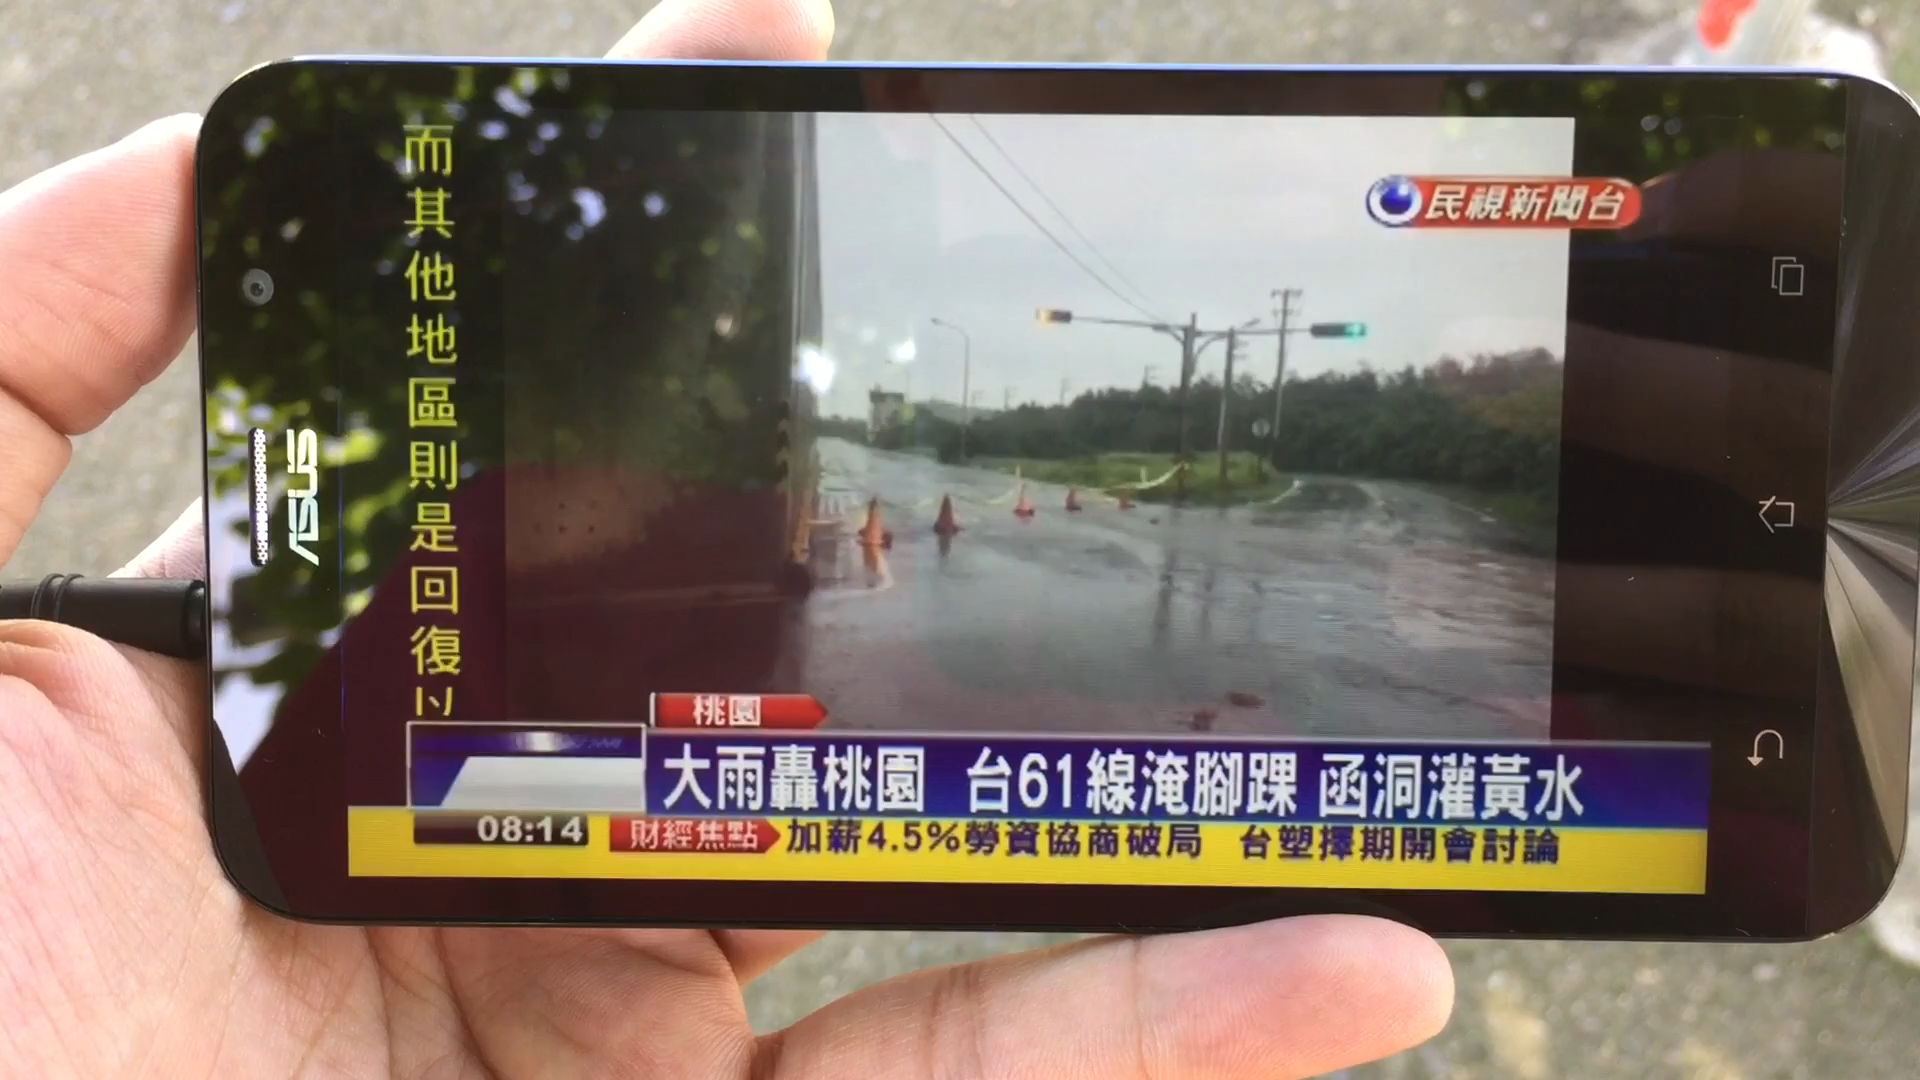 ASUS
而其他地區則是回復以
民視新聞台
桃園
大雨轟桃園 台61線淹腳踝 函洞灌黃水
08:14
財經焦點
加薪4.5%勞資協商破局 台塑擇期開會討論